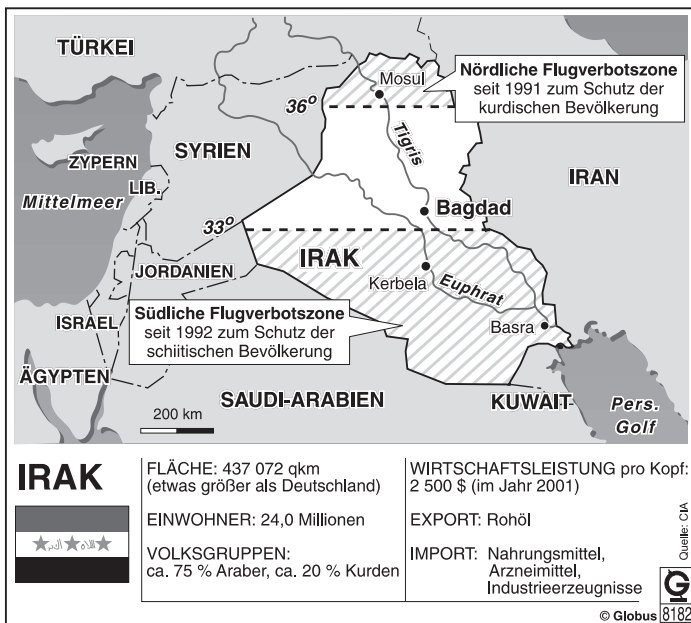 TÜRKEI
Mosul
Nördliche Flugverbotszone
seit 1991 zum Schutz der
kurdischen Bevölkerung
36°
Tigris
ZYPERN
SYRIEN
IRAN
LIB.
Mittelmeer
Bagdad
33°
IRAK
JORDANIEN
Kerbela
Euphrat
Südliche Flugverbotszone
seit 1992 zum Schutz der
schiitischen Bevölkerung
ISRAEL
Basra
ÄGYPTEN
SAUDI-ARABIEN
KUWAIT
Pers.
Golf
200 km
IRAK
FLÄCHE: 437 072 qkm
(etwas größer als Deutschland)
EINWOHNER: 24,0 Millionen
VOLKSGRUPPEN:
ca. 75 % Araber, ca. 20 % Kurden
WIRTSCHAFTSLEISTUNG pro Kopf:
2 500 $ (im Jahr 2001)
EXPORT: Rohöl
IMPORT: Nahrungsmittel,
Arzneimittel,
Industrieerzeugnisse
Quelle: CIA
© Globus 8182